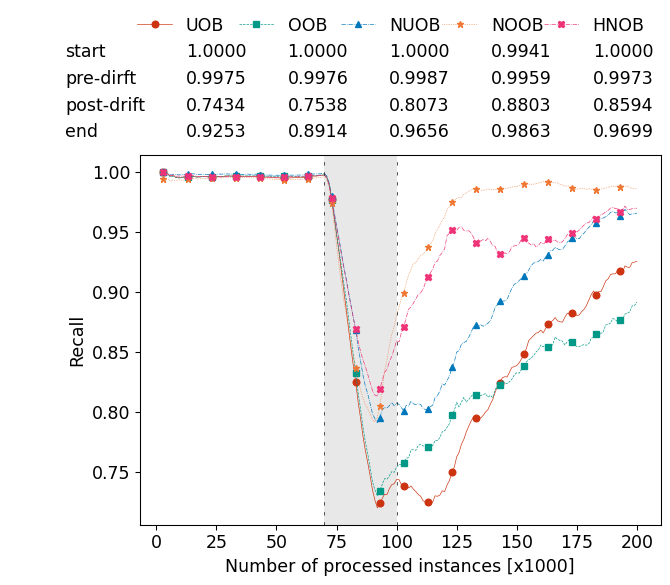 UOB OOB NUOB NOOB HNOB
start 1.0000 1.0000 1.0000 0.9941 1.0000
pre-dirft 0.9975 0.9976 0.9987 0.9959 0.9973
post-drift 0.7434 0.7538 0.8073 0.8803 0.8594
end 0.9253 0.8914 0.9656 0.9863 0.9699
1.00
0.95
0.90
0.85
0.80
0.75
Recall
0 25 50 75 100 125 150 175 200
Number of processed instances [x1000]